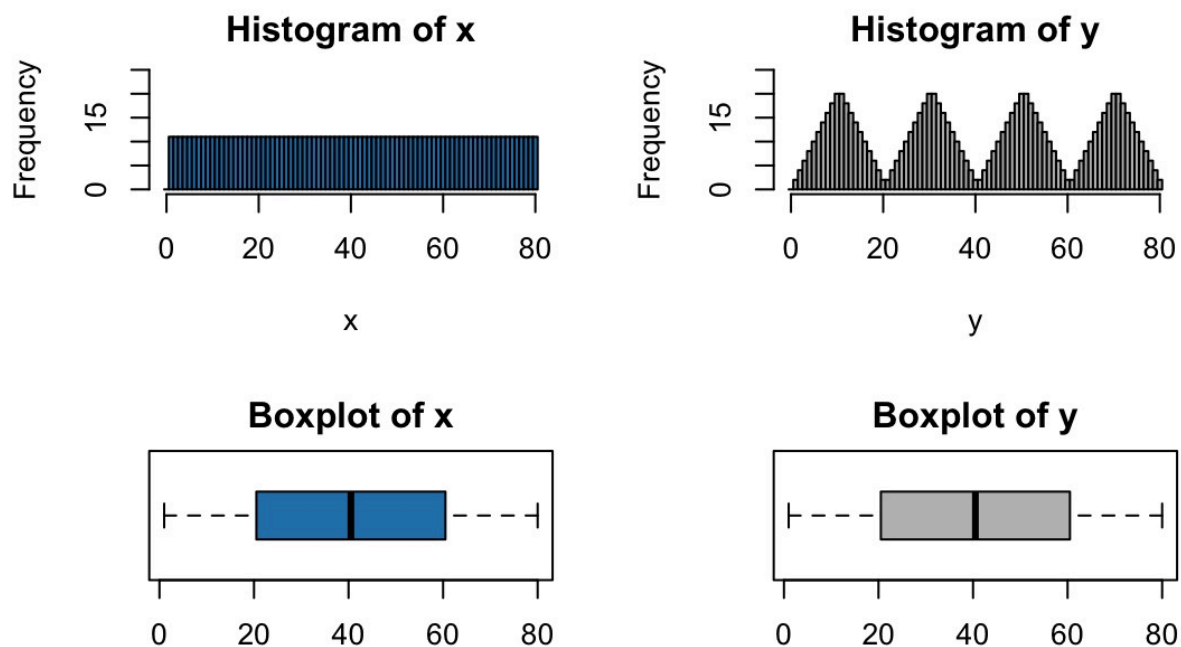 Histogram of x
Frequency
15
0
0 20 40 60 80
x
Histogram of y
Frequency
15
0
0 20 40 60 80
y
Boxplot of x
0 20 40 60 80
Boxplot of y
0 20 40 60 80